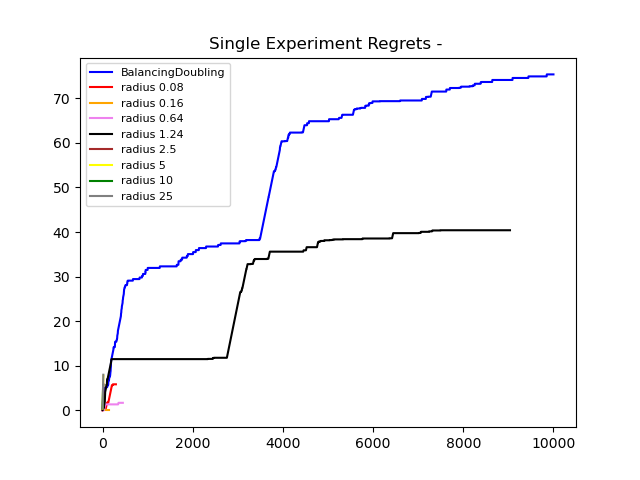 Single Experiment Regrets -
BalancingDoubling
radius 0.08
radius 0.16
radius 0.64
radius 1.24
radius 2.5
radius 5
radius 10
radius 25
70
60
50
40
30
20
10
0
0 2000 4000 6000 8000 10000